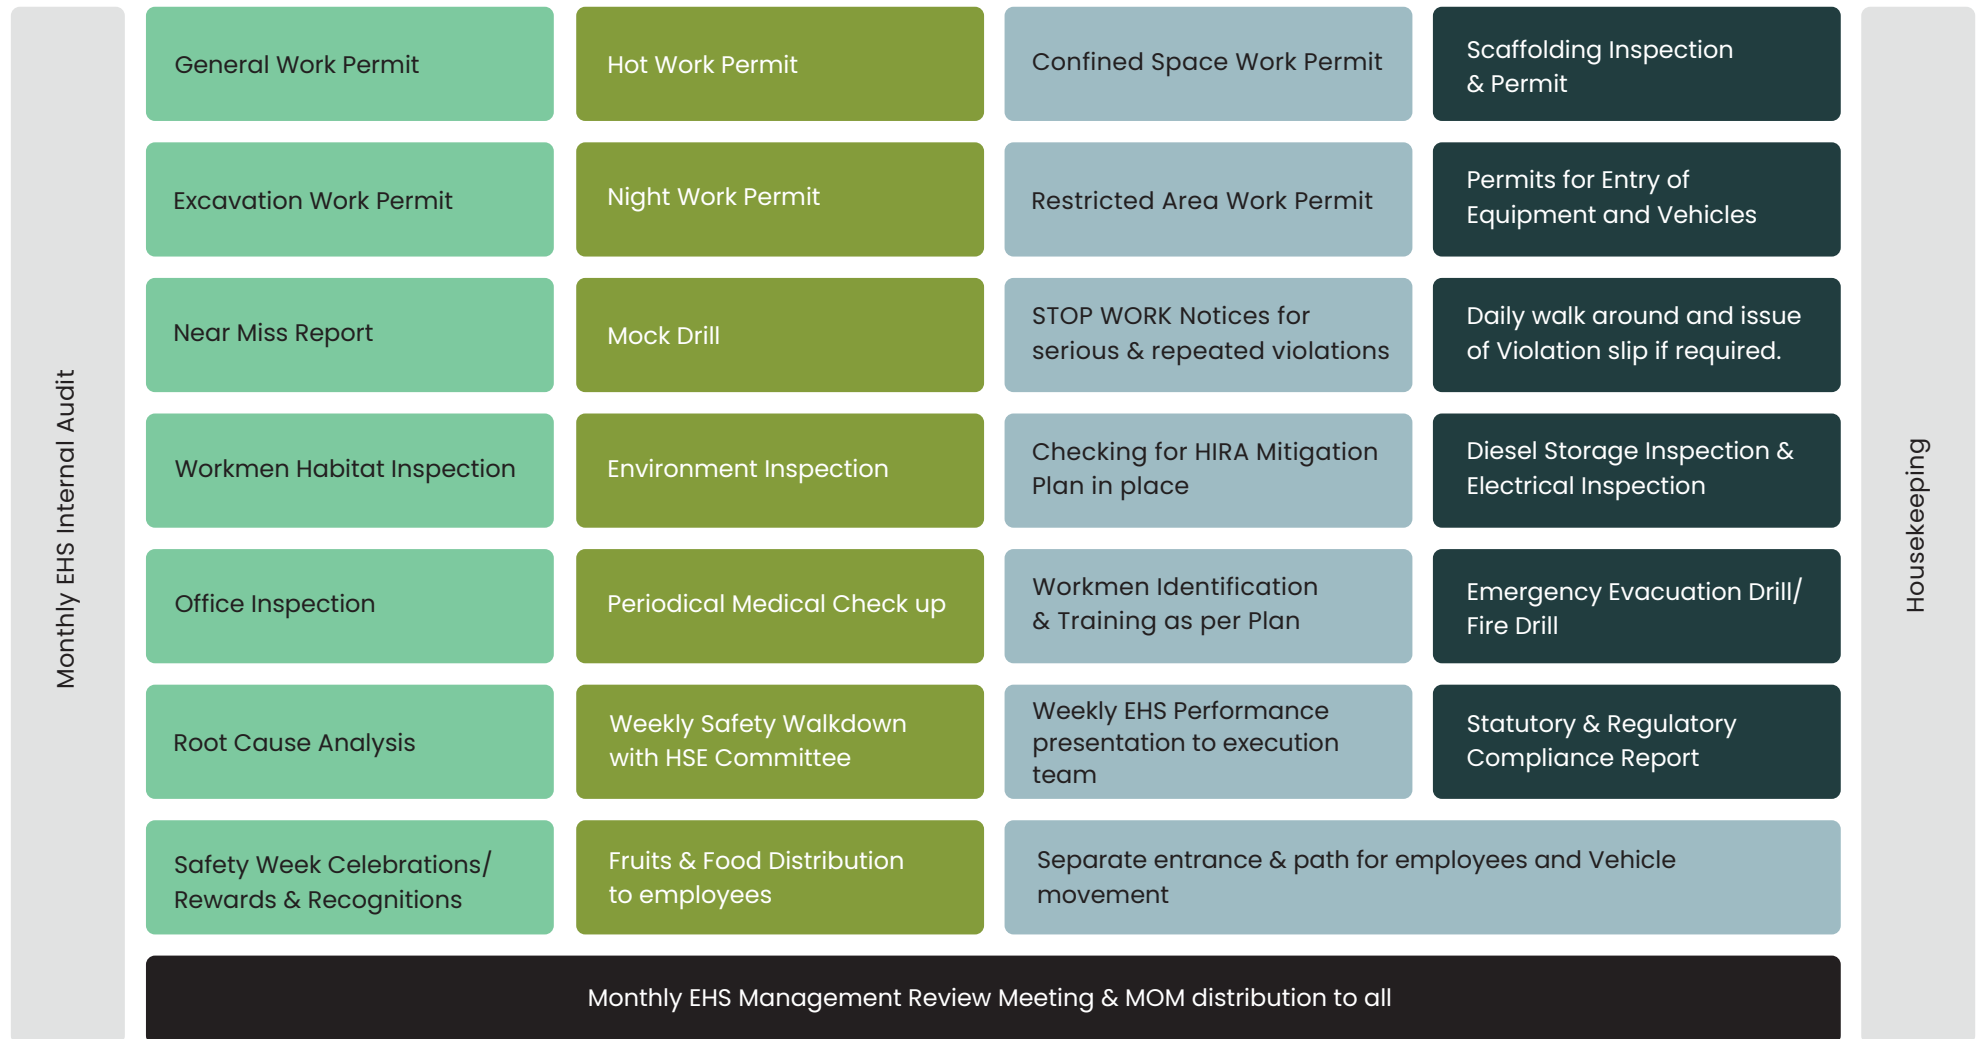 Monthly EHS Internal Audit
General Work Permit
Hot Work Permit
Confined Space Work Permit
Scaffolding Inspection
& Permit
Excavation Work Permit
Night Work Permit
Restricted Area Work Permit
Permits for Entry of
Equipment and Vehicles
Near Miss Report
Mock Drill
STOP WORK Notices for
serious & repeated violations
Daily walk around and issue
of Violation slip if required.
Workmen Habitat Inspection
Environment Inspection
Checking for HIRA Mitigation
Plan in place
Diesel Storage Inspection &
Electrical Inspection
Office Inspection
Periodical Medical Check up
Workmen Identification
& Training as per Plan
Emergency Evacuation Drill/
Fire Drill
Root Cause Analysis
Weekly Safety Walkdown
with HSE Committee
Weekly EHS Performance
presentation to execution
team
Statutory & Regulatory
Compliance Report
Safety Week Celebrations/
Rewards & Recognitions
Fruits & Food Distribution
to employees
Separate entrance & path for employees and Vehicle
movement
Monthly EHS Management Review Meeting & MOM distribution to all
Housekeeping